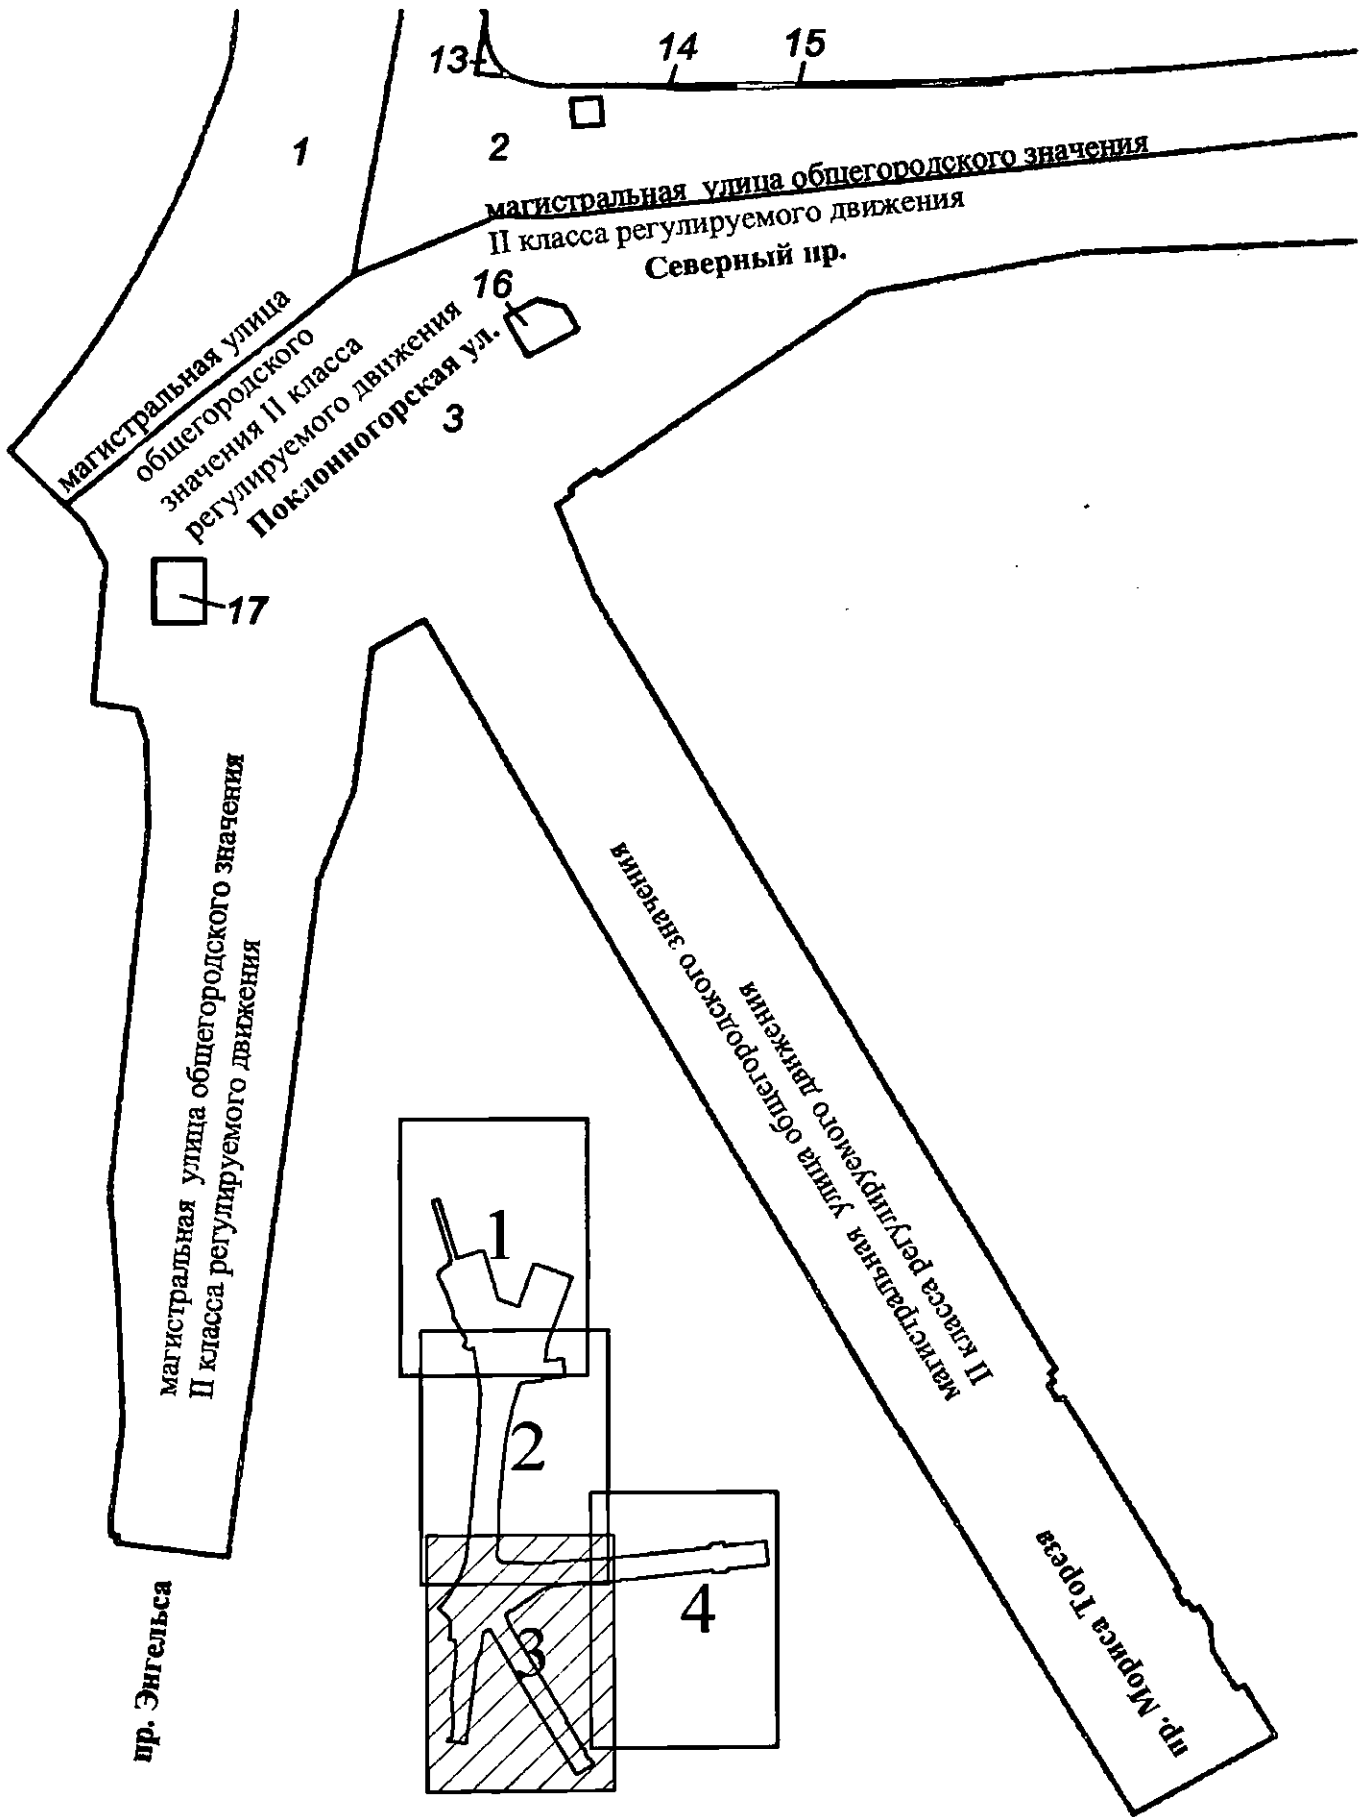 13
14
15
1
2
магистральная улица общегородского значения
II класса регулируемого движения
Северный пр.
16
магистральная улица
общегородского
значения II класса
регулируемого движения
Поклонногорская ул.
3
17
магистральная улица общегородского значения
II класса регулируемого движения
пр. Энгельса
магистральная улица общегородского значения
II класса регулируемого движения
пр. Мориса Тореза
1
2
3
4